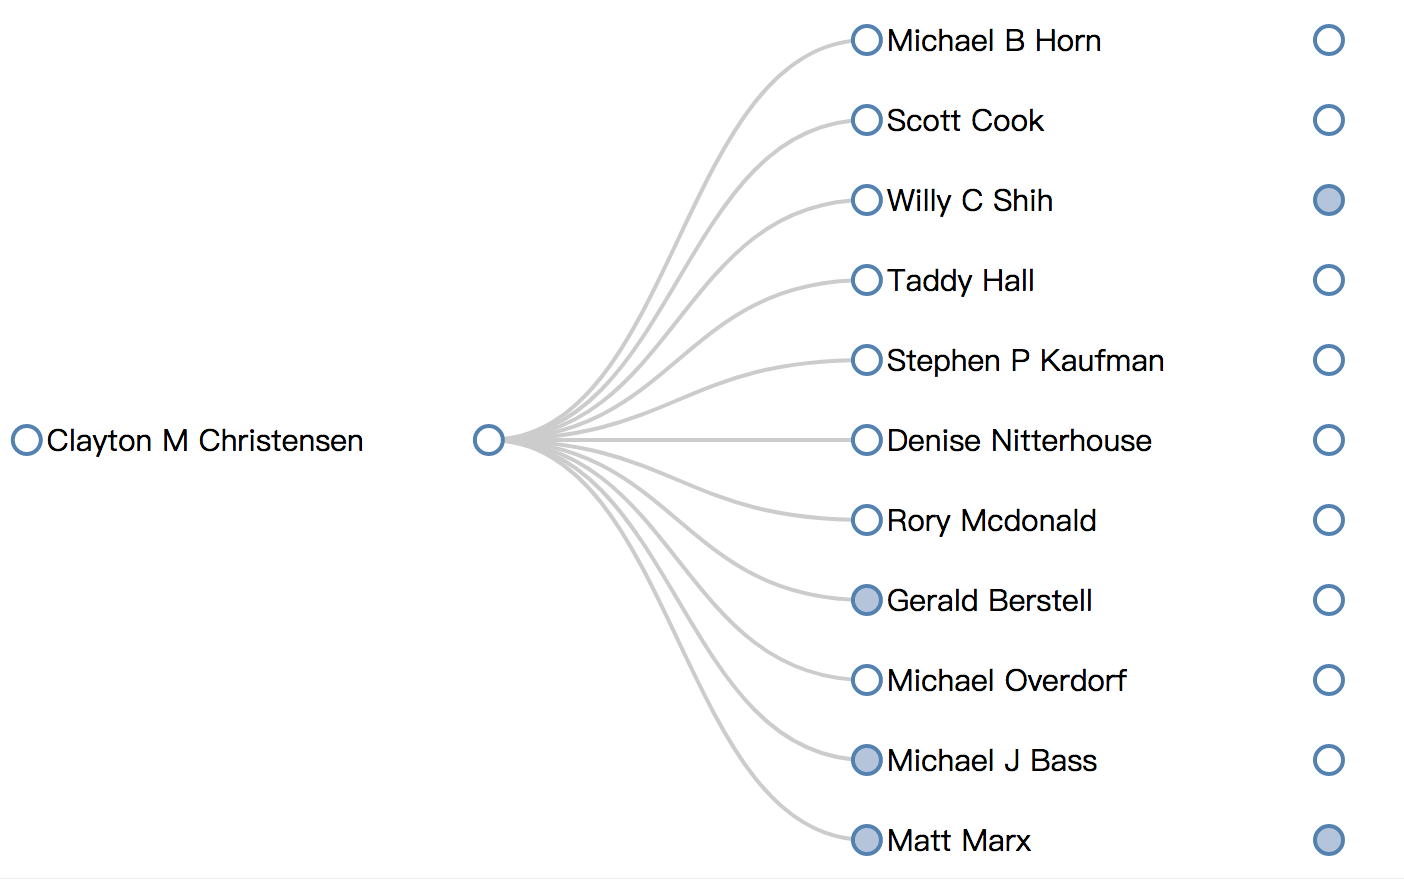 Michael B Horn
Scott Cook
Willy C Shih
Taddy Hall
Stephen P Kaufman
Clayton M Christensen
Denise Nitterhouse
Rory Mcdonald
Gerald Berstell
Michael Overdorf
Michael J Bass
Matt Marx